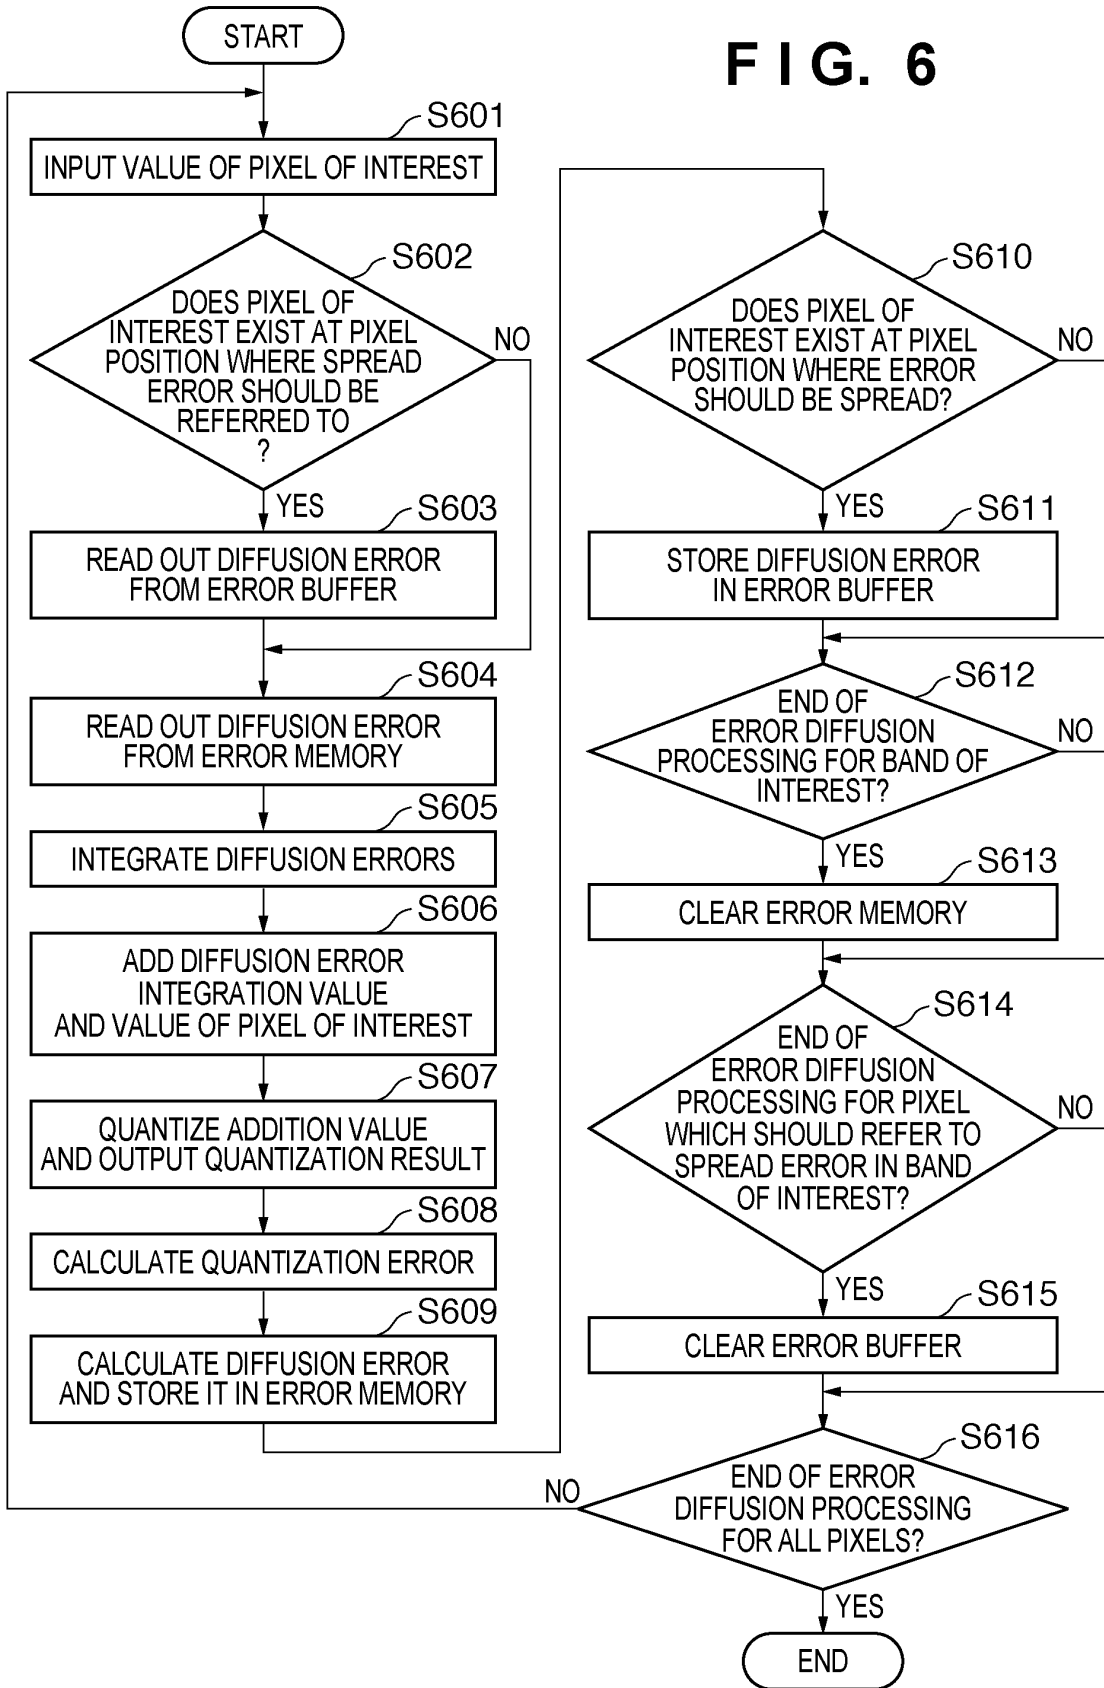 FIG. 6
START
S601
INPUT VALUE OF PIXEL OF INTEREST
S602
DOES PIXEL OF
INTEREST EXIST AT PIXEL
POSITION WHERE SPREAD
ERROR SHOULD BE
REFERRED TO
?
NO
YES
S603
READ OUT DIFFUSION ERROR
FROM ERROR BUFFER
S604
READ OUT DIFFUSION ERROR
FROM ERROR MEMORY
S605
INTEGRATE DIFFUSION ERRORS
S606
ADD DIFFUSION ERROR
INTEGRATION VALUE
AND VALUE OF PIXEL OF INTEREST
S607
QUANTIZE ADDITION VALUE
AND OUTPUT QUANTIZATION RESULT
S608
CALCULATE QUANTIZATION ERROR
S609
CALCULATE DIFFUSION ERROR
AND STORE IT IN ERROR MEMORY
S610
DOES PIXEL OF
INTEREST EXIST AT PIXEL
POSITION WHERE ERROR
SHOULD BE SPREAD?
NO
YES
S611
STORE DIFFUSION ERROR
IN ERROR BUFFER
S612
END OF
ERROR DIFFUSION
PROCESSING FOR BAND OF
INTEREST?
NO
YES
S613
CLEAR ERROR MEMORY
S614
END OF
ERROR DIFFUSION
PROCESSING FOR PIXEL
WHICH SHOULD REFER TO
SPREAD ERROR IN BAND
OF INTEREST?
NO
YES
S615
CLEAR ERROR BUFFER
S616
END OF ERROR
DIFFUSION PROCESSING
FOR ALL PIXELS?
NO
YES
END